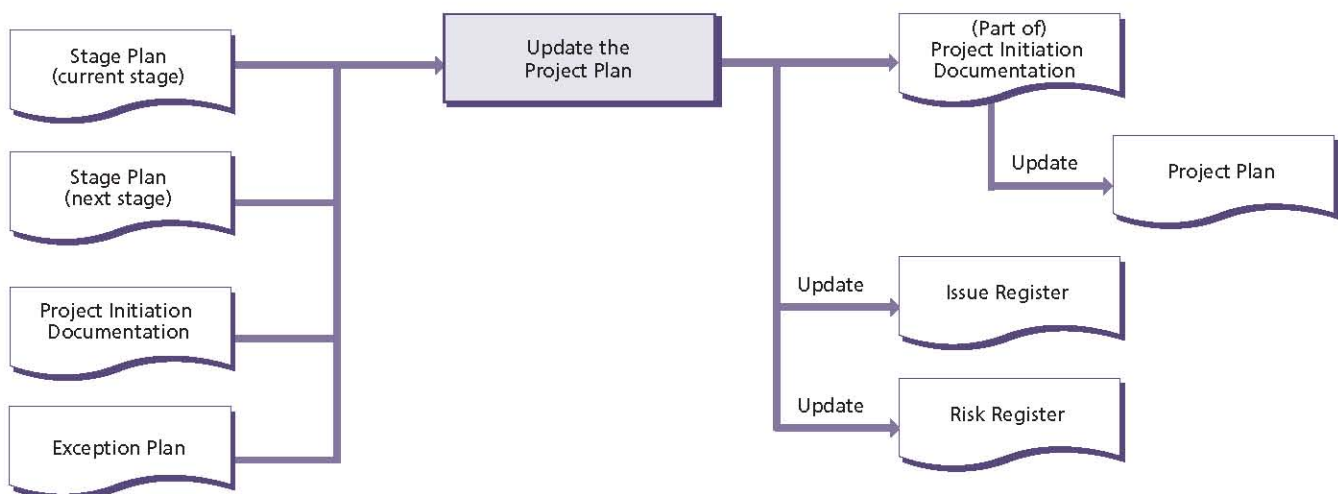 Stage Plan
(current stage)
Stage Plan
(next stage)
Project Initiation
Documentation
Exception Plan
Update the
Project Plan
(Part of)
Project Initiation
Documentation
Update
Project Plan
Update
Issue Register
Update
Risk Register